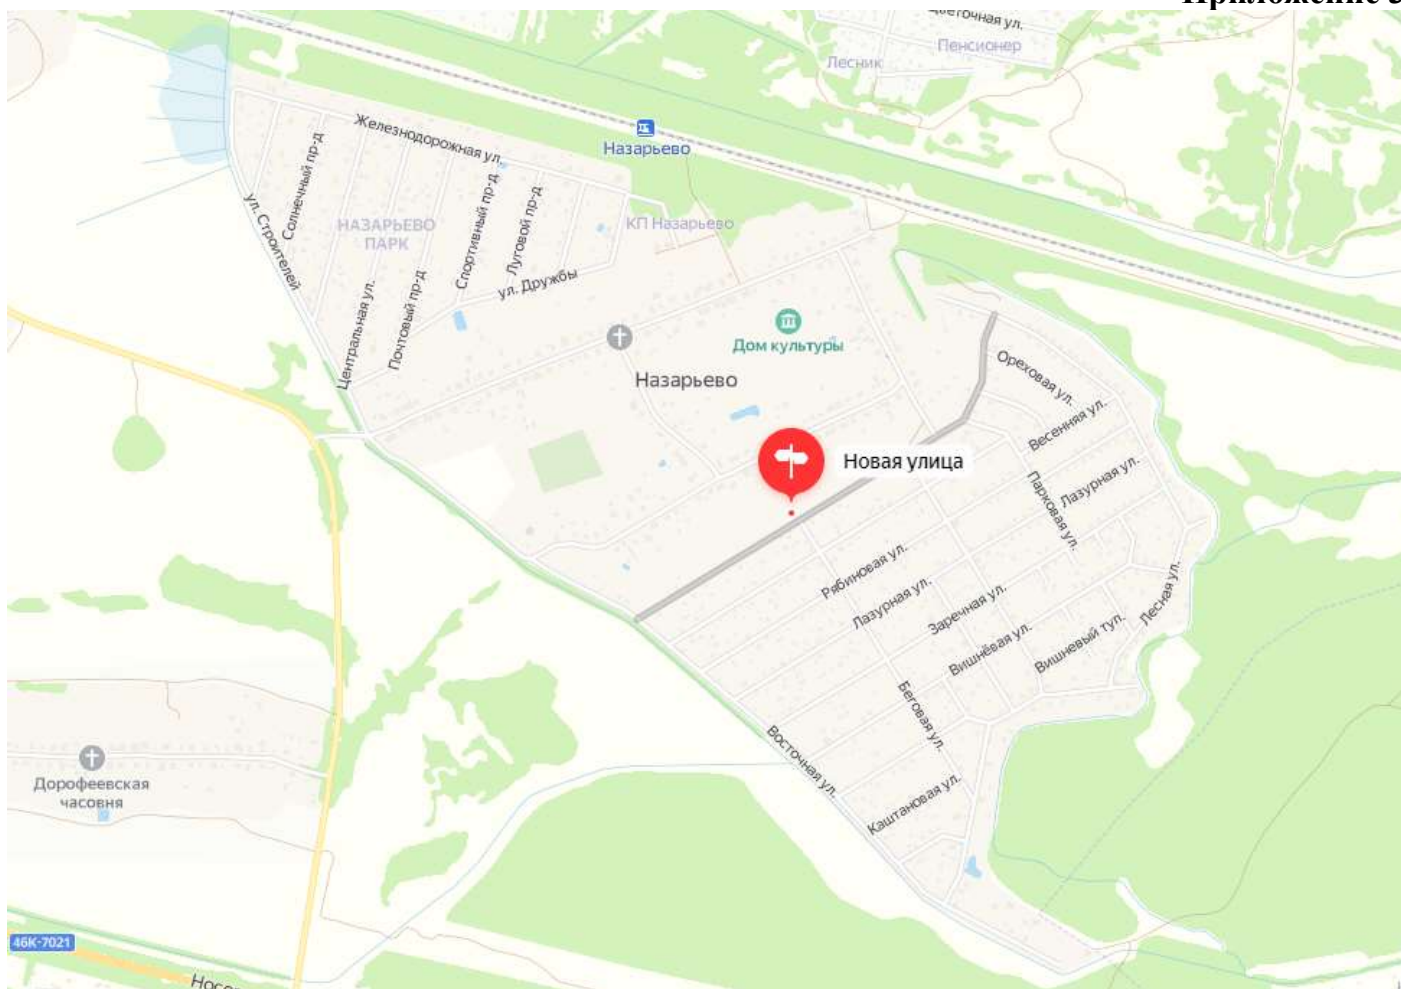 Приложение
Цветочная ул.
Пенсионер
Лесник
Железнодорожная ул.
Назарьево
Солнечный пр-д
ул. Строителей
НАЗАРЬЕВО
ПАРК
Спортивный пр-д
Луговой пр-д
КП Назарьево
ул. Дружбы
Центральная ул.
Почтовый пр-д
Дом культуры
Назарьево
Ореховая ул.
Весенняя ул.
Новая улица
Лазурная ул.
Парковая ул.
Рябиновая ул.
Лазурная ул.
Заречная ул.
Лесная ул.
Вишнёвая ул.
Вишневый туп.
Беговая ул.
Восточная ул.
Каштановая ул.
Дорофеевская
часовня
46К-7021